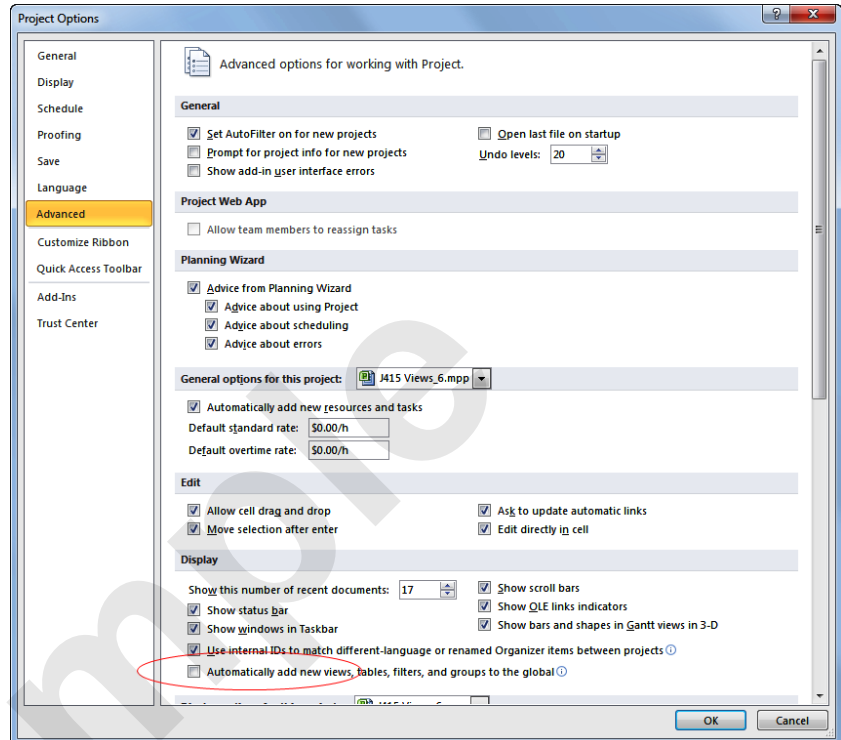 Project Options
General
Display
Schedule
Proofing
Save
Language
Advanced
Customize Ribbon
Quick Access Toolbar
Add-Ins
Trust Center
Advanced options for working with Project.
General
Set AutoFilter on for new projects
Open last file on startup
Prompt for project info for new projects
Undo levels: 20
Show add-in user interface errors
Project Web App
Allow team members to reassign tasks
Planning Wizard
Advice from Planning Wizard
Advice about using Project
Advice about scheduling
Advice about errors
General options for this project: J415 Views_6.mpp
Automatically add new resources and tasks
Default standard rate: $0.00/h
Default overtime rate: $0.00/h
Edit
Allow cell drag and drop
Ask to update automatic links
Move selection after enter
Edit directly in cell
Display
Show this number of recent documents: 17
Show scroll bars
Show status bar
Show OLE links indicators
Show windows in Taskbar
Show bars and shapes in Gantt views in 3-D
Use internal IDs to match different-language or renamed Organizer items between projects
Automatically add new views, tables, filters, and groups to the global
OK
Cancel
mple